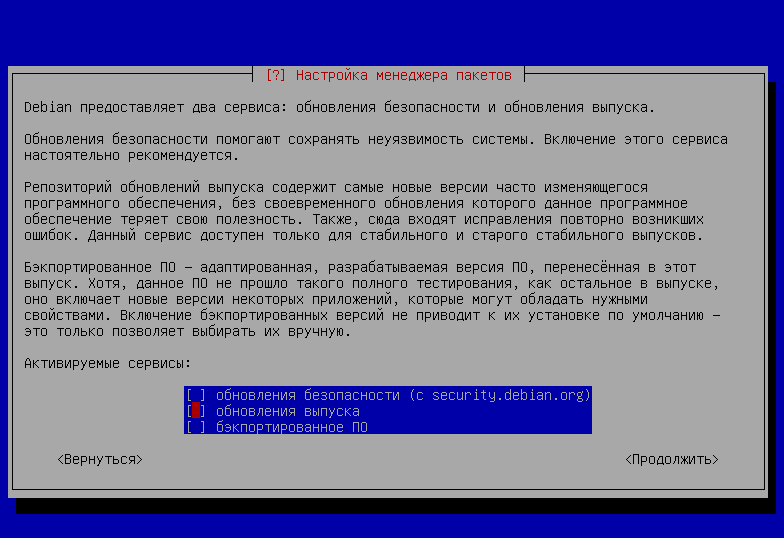 [?] Настройка менеджера пакетов
Debian предоставляет два сервиса: обновления безопасности и обновления выпуска.
Обновления безопасности помогают сохранять неуязвимость системы. Включение этого сервиса
настоятельно рекомендуется.
Репозиторий обновлений выпуска содержит самые новые версии часто изменяющегося
программного обеспечения, без своевременного обновления которого данное программное
обеспечение теряет свою полезность. Также, сюда входят исправления повторно возникших
ошибок. Данный сервис доступен только для стабильного и старого стабильного выпусков.
Бэкпортированное ПО – адаптированная, разрабатываемая версия ПО, перенесённая в этот
выпуск. Хотя, данное ПО не прошло такого полного тестирования, как остальное в выпуске,
оно включает новые версии некоторых приложений, которые могут обладать нужными
свойствами. Включение бэкпортированных версий не приводит к их установке по умолчанию –
это только позволяет выбирать их вручную.
Активируемые сервисы:
[ ] обновления безопасности (с security.debian.org)
[ ] обновления выпуска
[ ] бэкпортированное ПО
<Вернуться> <Продолжить>